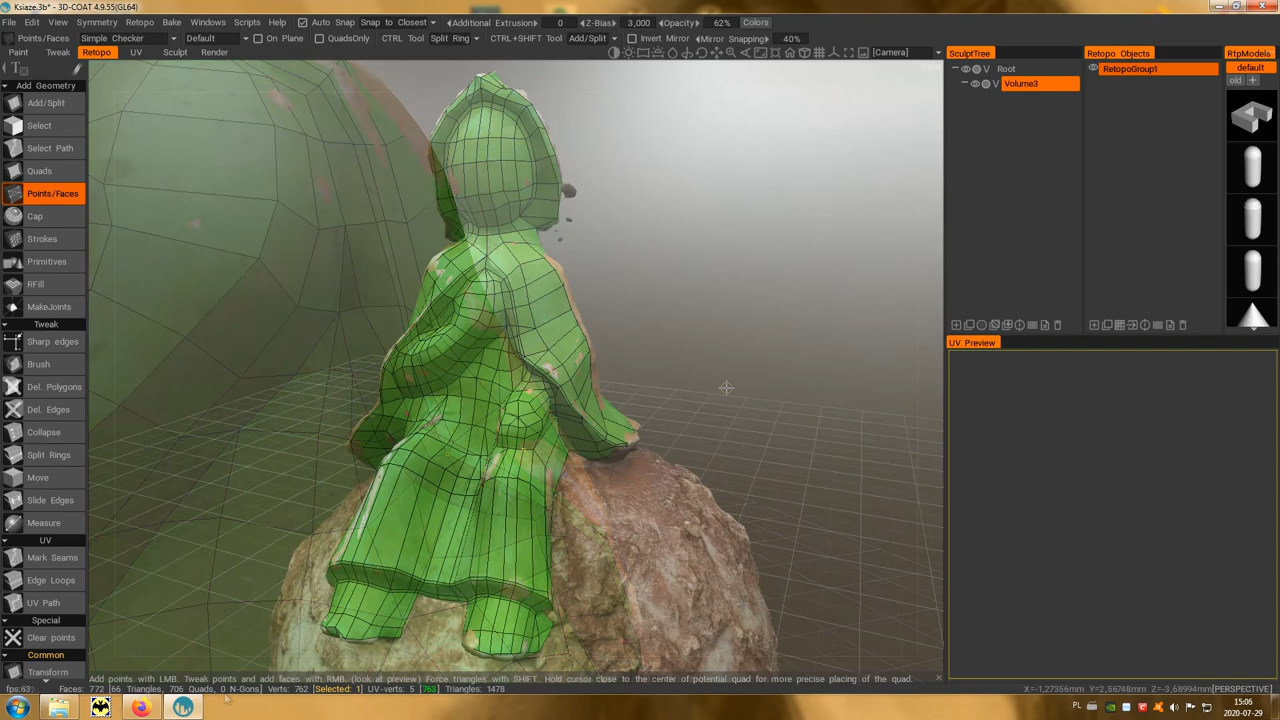 Ksiaze.3b* - 3D-COAT 4.9.55(GL64)
File Edit View Windows Symmetry Retopo Bake Windows Scripts Help Auto Snap Snap to Closest Additional Extrusion 0 Z-Bias 3,000 Opacity 62% Colors
Points/Faces Simple Checker Default On Plane QuadsOnly CTRL Tool Split Ring CTRL+SHIFT Tool Add/Split Invert Mirror Mirror Snapping 40%
Paint Tweak Retopo UV Sculpt Render [Camera]
Add Geometry
Add/Split
Select
Select Path
Quads
Points/Faces
Cap
Strokes
Primitives
RFill
MakeJoints
Tweak
Sharp edges
Brush
Del. Polygons
Del. Edges
Collapse
Split Rings
Move
Slide Edges
Measure
UV
Mark Seams
Edge Loops
UV Path
Special
Clear points
Common
Transform
SculptTree
Root
Volume3
Retopo Objects
RetopoGroup1
RtpModels
default
old
UV Preview
Add points with LMB. Tweak points and add faces with RMB. (look at preview) Force triangles with SHIFT. Hold cursor close to the center of potential quad for more precise placing of the quad.
fps:63 Faces: 772 [66 Triangles, 706 Quads, 0 N-Gons] Verts: 762 [Selected: 1] UV-verts: 5 [763] Triangles: 1478 X=-1,27356mm Y=2,56748mm Z=-3,68994mm [PERSPECTIVE]
PL 15:06
2020-07-29